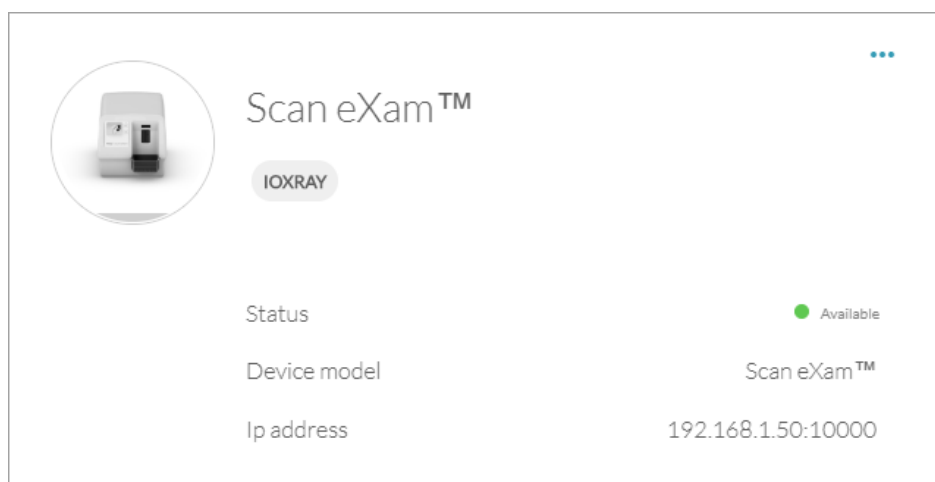 Scan eXam™
IOXRAY
Status Available
Device model Scan eXam™
Ip address 192.168.1.50:10000